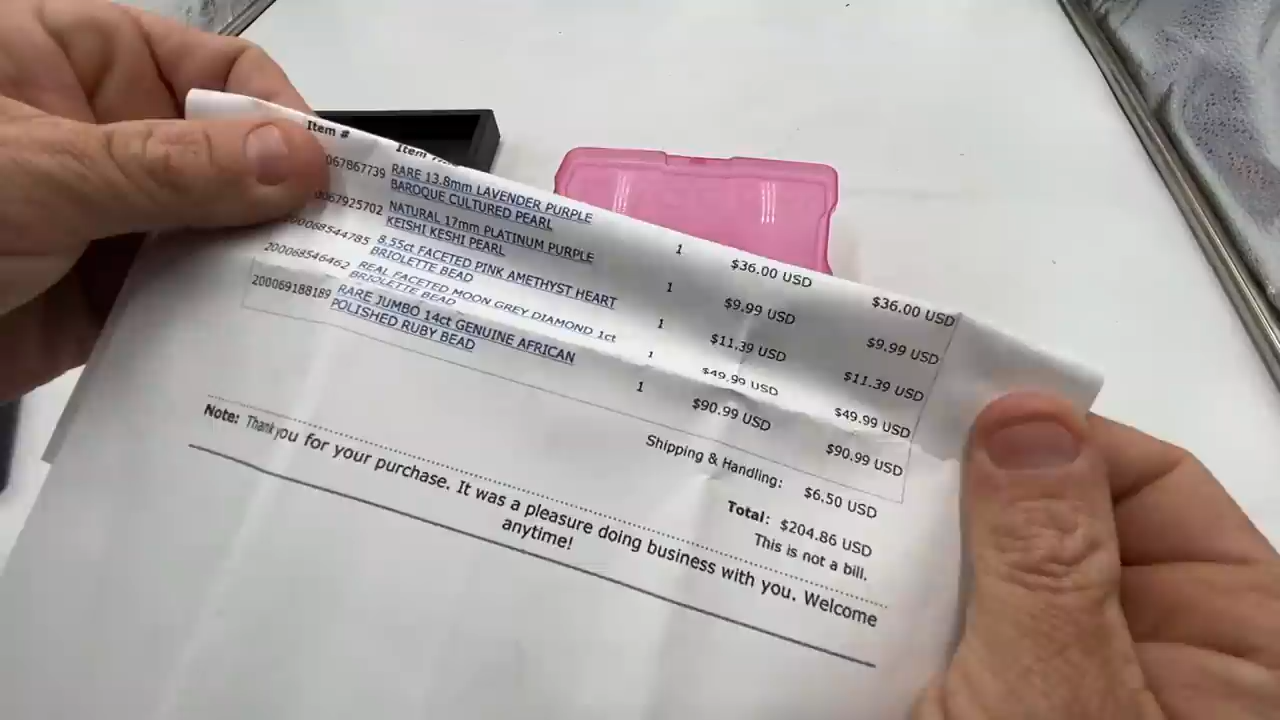 Item #
Item
067867739 RARE 13.8mm LAVENDER PURPLE
BAROQUE CULTURED PEARL
1 $36.00 USD $36.00 USD
067925702 NATURAL 17mm PLATINUM PURPLE
KEISHI KESHI PEARL
1 $9.99 USD $9.99 USD
200068544785 8.55ct FACETED PINK AMETHYST HEART
BRIOLETTE BEAD
1 $11.39 USD $11.39 USD
200068546462 REAL FACETED MOON GREY DIAMOND 1ct
BRIOLETTE BEAD
1 $49.99 USD $49.99 USD
200069188189 RARE JUMBO 14ct GENUINE AFRICAN
POLISHED RUBY BEAD
1 $90.99 USD $90.99 USD
Shipping & Handling: $6.50 USD
Total: $204.86 USD
This is not a bill.
Note: Thank you for your purchase. It was a pleasure doing business with you. Welcome
anytime!